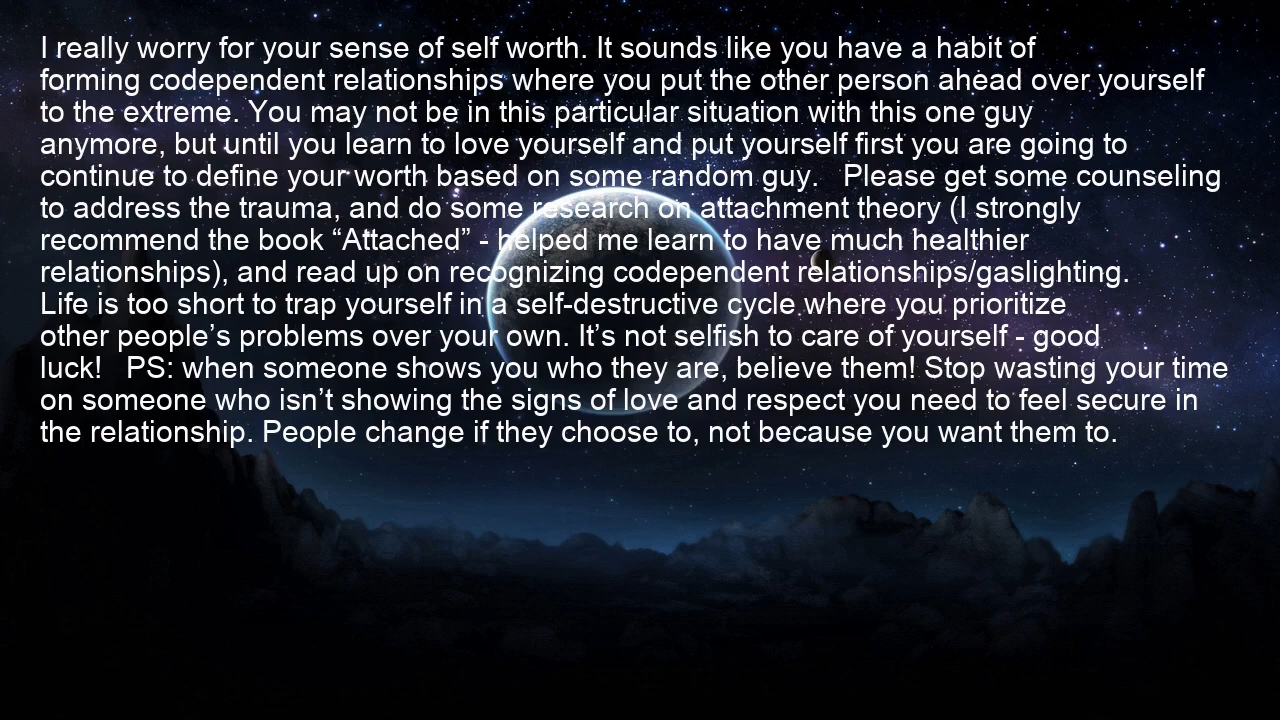 I really worry for your sense of self worth. It sounds like you have a habit of
forming codependent relationships where you put the other person ahead over yourself
to the extreme. You may not be in this particular situation with this one guy
anymore, but until you learn to love yourself and put yourself first you are going to
continue to define your worth based on some random guy.   Please get some counseling
to address the trauma, and do some research on attachment theory (I strongly
recommend the book “Attached” - helped me learn to have much healthier
relationships), and read up on recognizing codependent relationships/gaslighting.
Life is too short to trap yourself in a self-destructive cycle where you prioritize
other people’s problems over your own. It’s not selfish to care of yourself - good
luck!   PS: when someone shows you who they are, believe them! Stop wasting your time
on someone who isn’t showing the signs of love and respect you need to feel secure in
the relationship. People change if they choose to, not because you want them to.